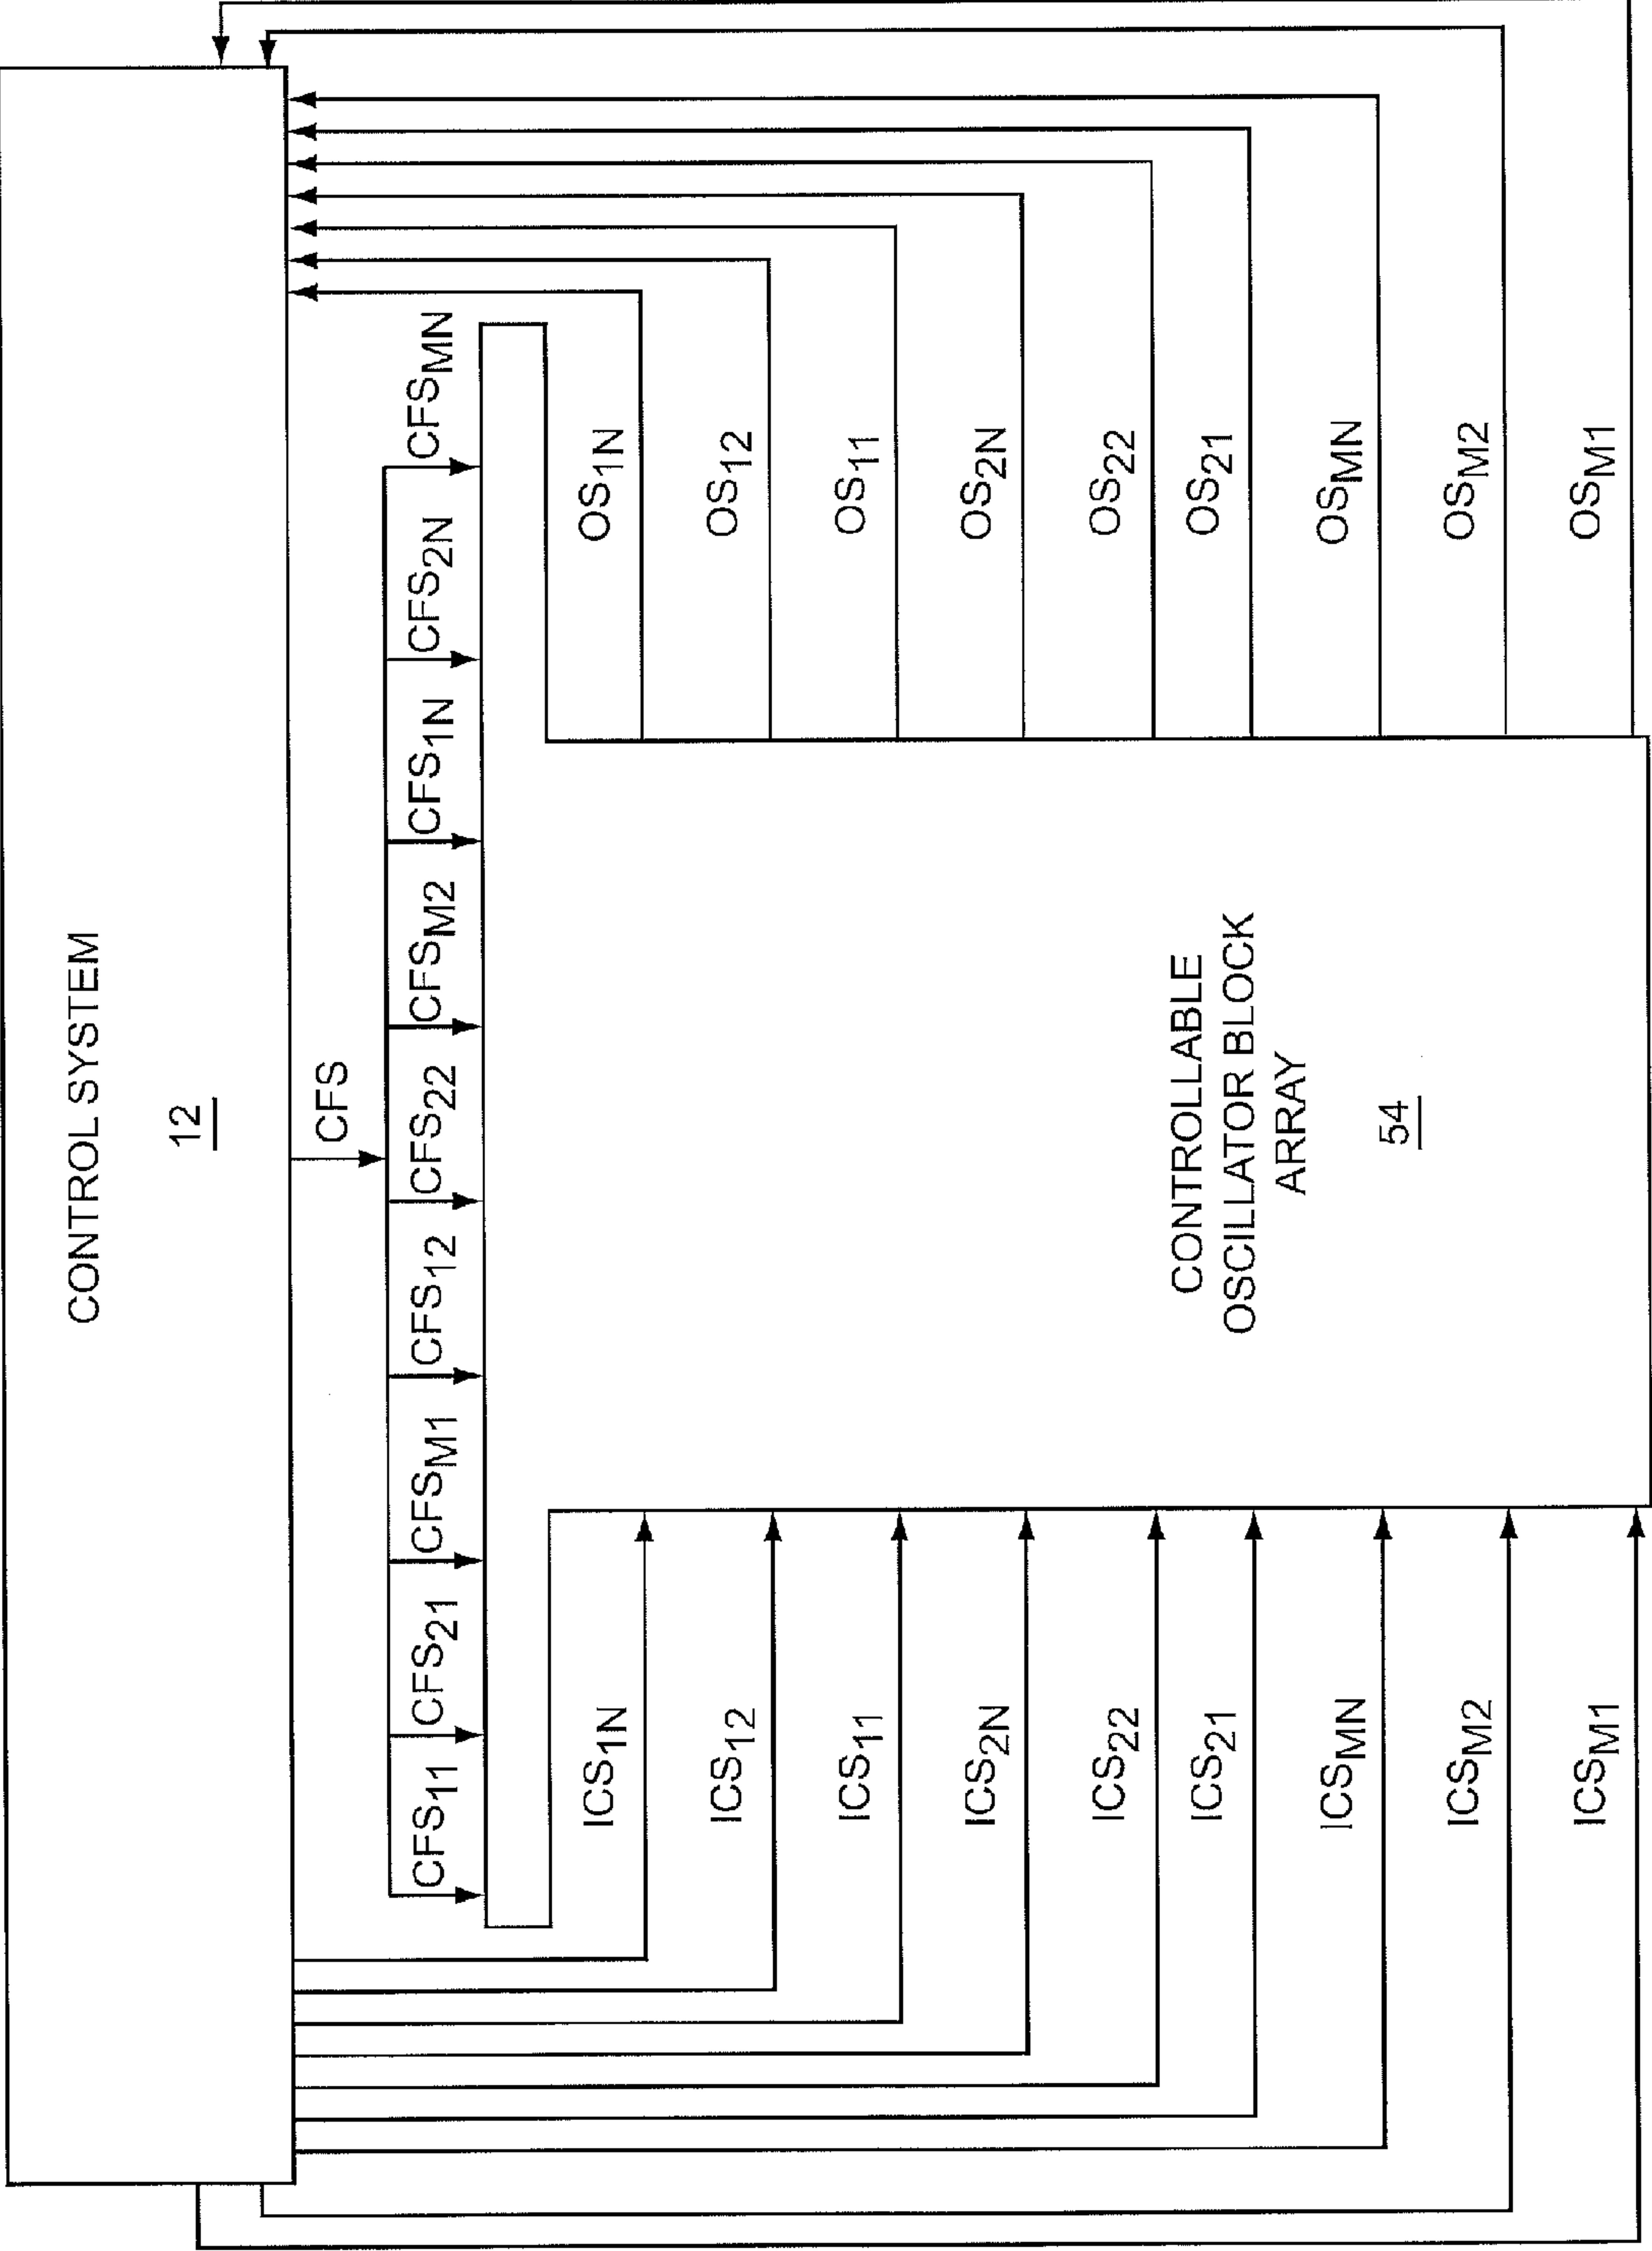 CONTROL SYSTEM
12
CFS
CFS11
CFS21
CFSM1
CFS12
CFS22
CFSM2
CFS1N
CFS2N
CFSMN
ICS1N
OS1N
ICS12
OS12
ICS11
OS11
ICS2N
OS2N
ICS22
OS22
ICS21
OS21
ICSMN
OSMN
ICSM2
OSM2
ICSM1
OSM1
CONTROLLABLE
OSCILLATOR BLOCK
ARRAY
54